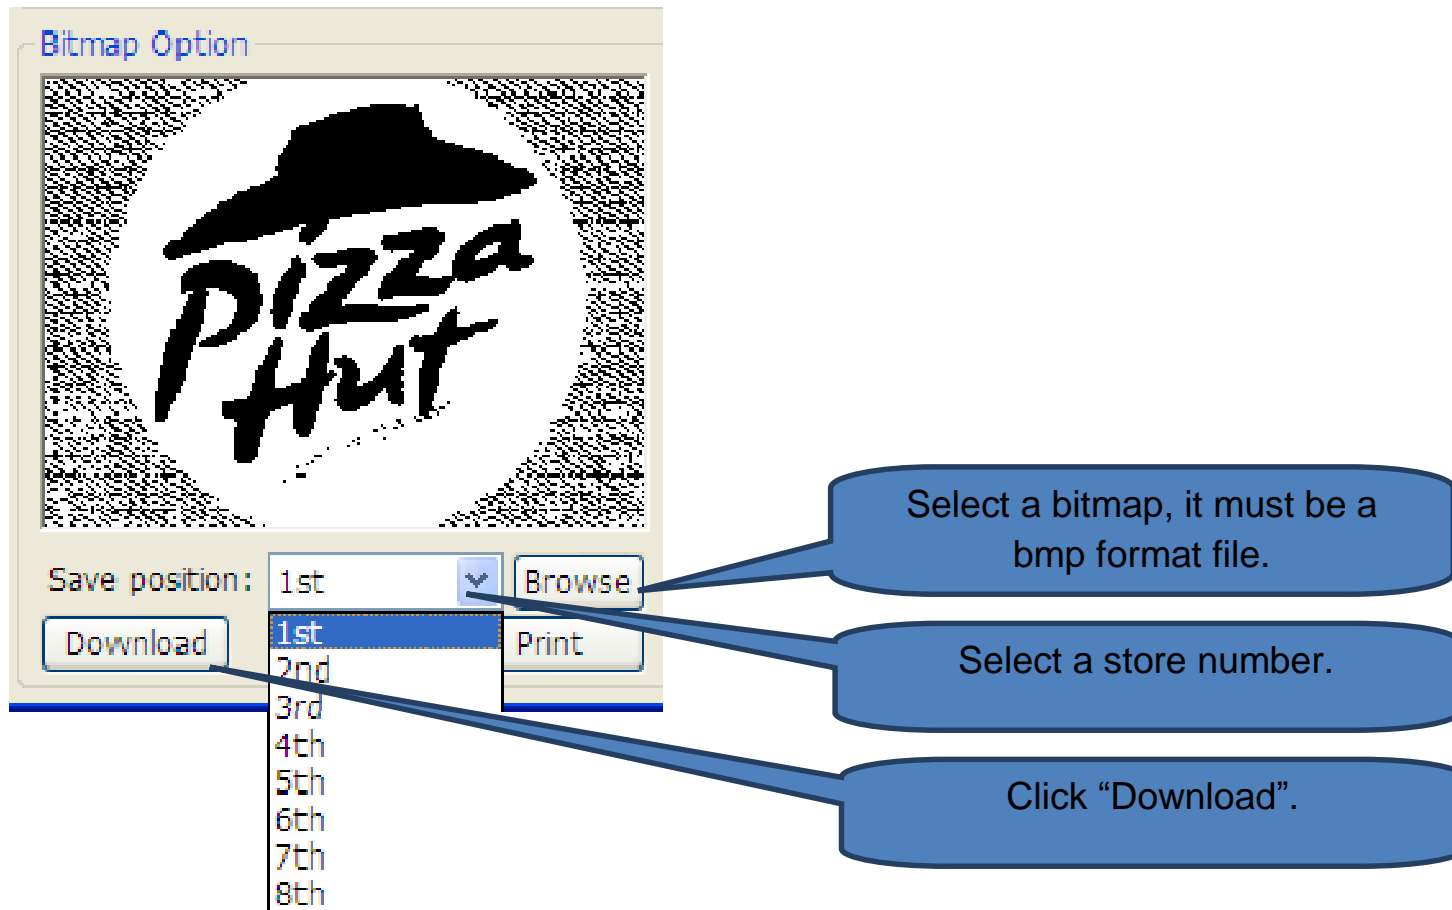 Bitmap Option
Pizza
Hut
Select a bitmap, it must be a
bmp format file.
Save position: 1st Browse
Download 1st Print
2nd
3rd
4th
5th
6th
7th
8th
Select a store number.
Click “Download”.